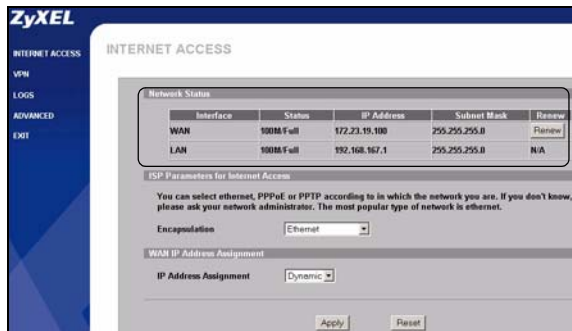 ZyXEL
INTERNET ACCESS
VPN
LOGS
ADVANCED
EXIT
INTERNET ACCESS
Network Status
Interface Status IP Address Subnet Mask Renew
WAN 100M/Full 172.23.19.100 255.255.255.0 Renew
LAN 100M/Full 192.168.167.1 255.255.255.0 N/A
ISP Parameters for Internet Access
You can select ethernet, PPPoE or PPTP according to in which the network you are. If you don't know,
please ask your network administrator. The most popular type of network is ethernet.
Encapsulation Ethernet
WAN IP Address Assignment
IP Address Assignment Dynamic
Apply Reset